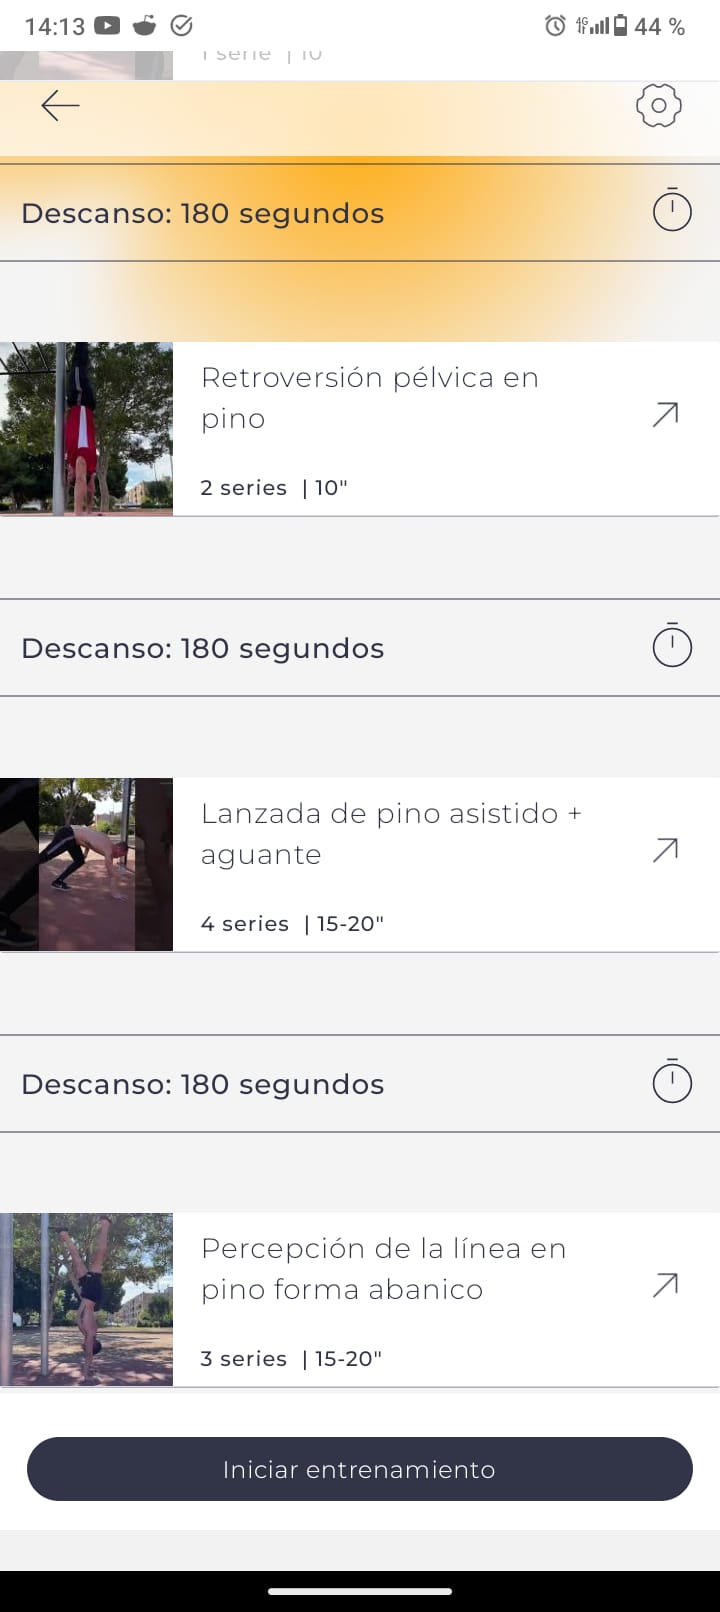 14:13
4G 44 %
1 serie | 10"
Descanso: 180 segundos
Retroversión pélvica en
pino
2 series | 10"
Descanso: 180 segundos
Lanzada de pino asistido +
aguante
4 series | 15-20"
Descanso: 180 segundos
Percepción de la línea en
pino forma abanico
3 series | 15-20"
Iniciar entrenamiento